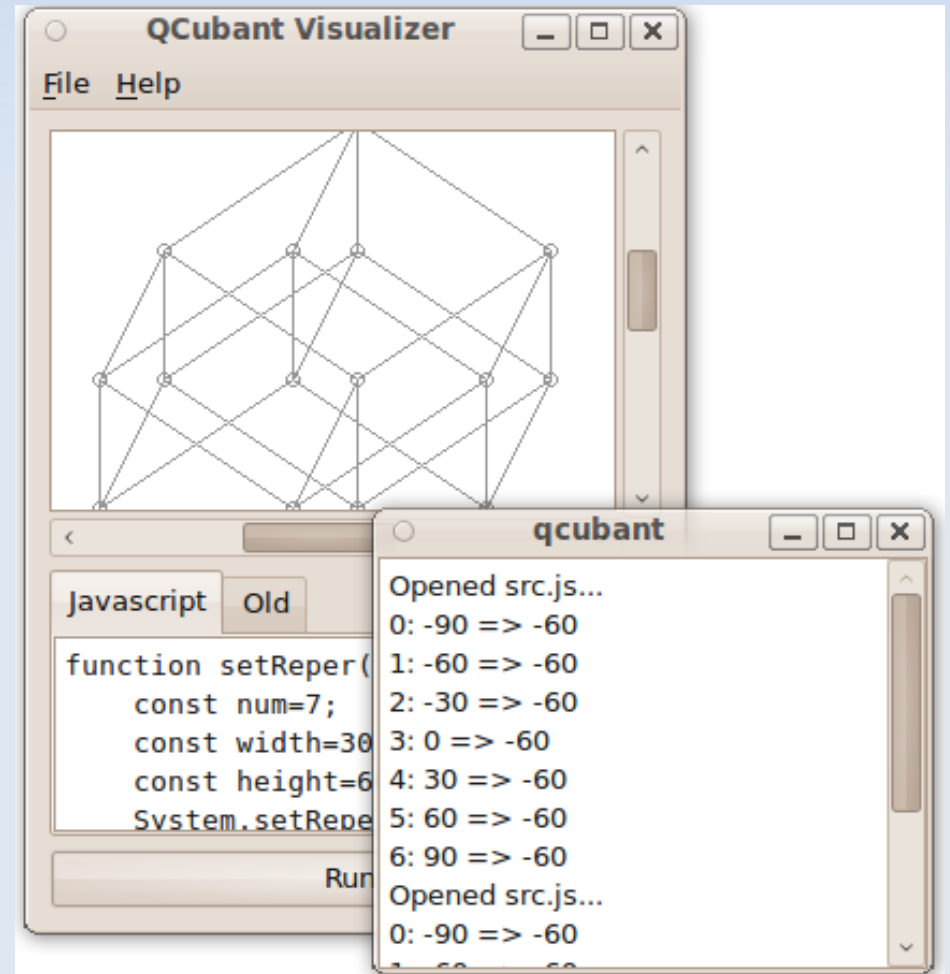 QCubant Visualizer
File Help
Javascript Old
function setReper(
const num=7;
const width=30
const height=6
System.setRepe
Run
qcubant
Opened src.js...
0: -90 => -60
1: -60 => -60
2: -30 => -60
3: 0 => -60
4: 30 => -60
5: 60 => -60
6: 90 => -60
Opened src.js...
0: -90 => -60